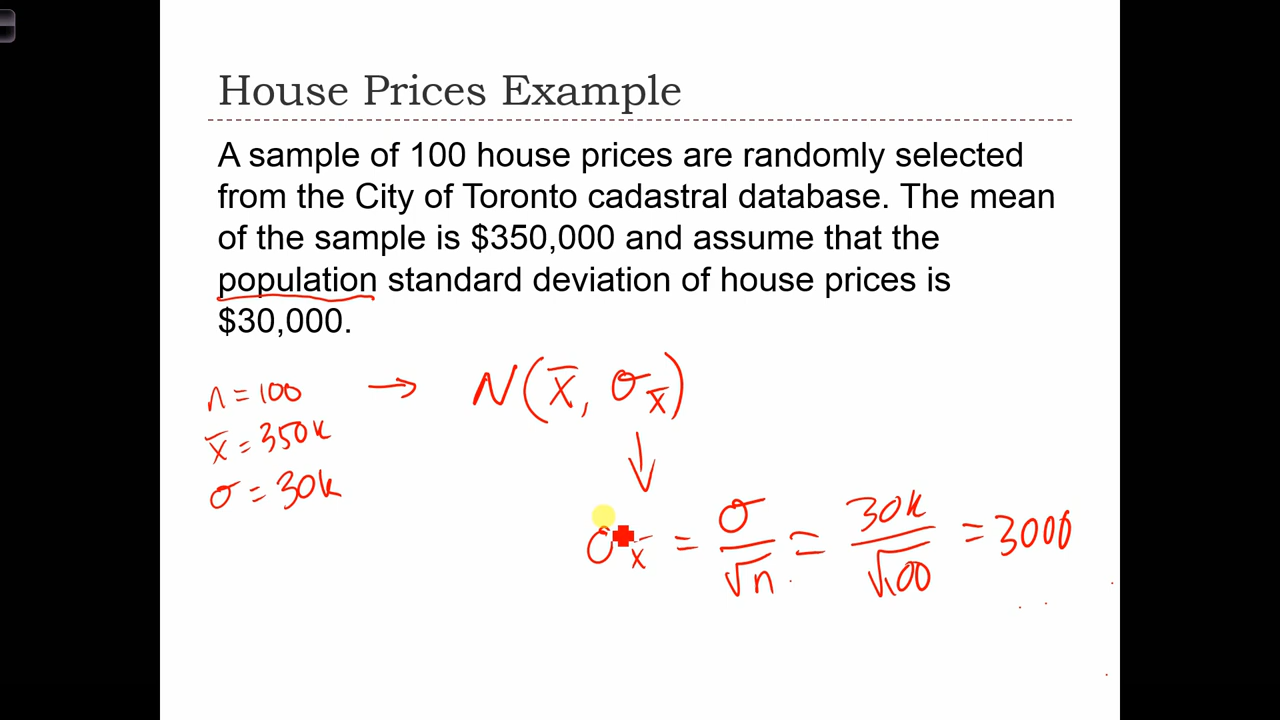 House Prices Example
A sample of 100 house prices are randomly selected
from the City of Toronto cadastral database. The mean
of the sample is $350,000 and assume that the
population standard deviation of house prices is
$30,000.
n = 100 → N(x̄, σx̄)
x̄ = 350k
↓
σ = 30k
σx̄ = σ/√n = 30k/√100 = 3000